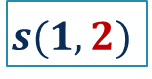 s(1, 2)